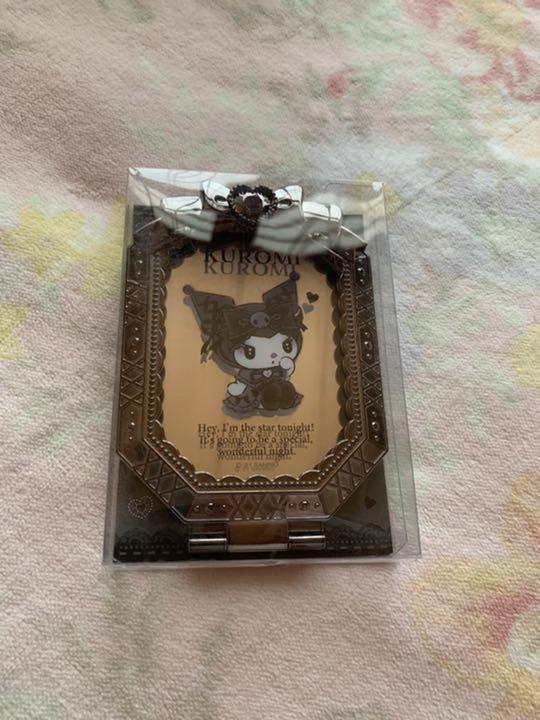 KUROMI
Hey, I'm the star tonight!
It's going to be a special,
wonderful night.